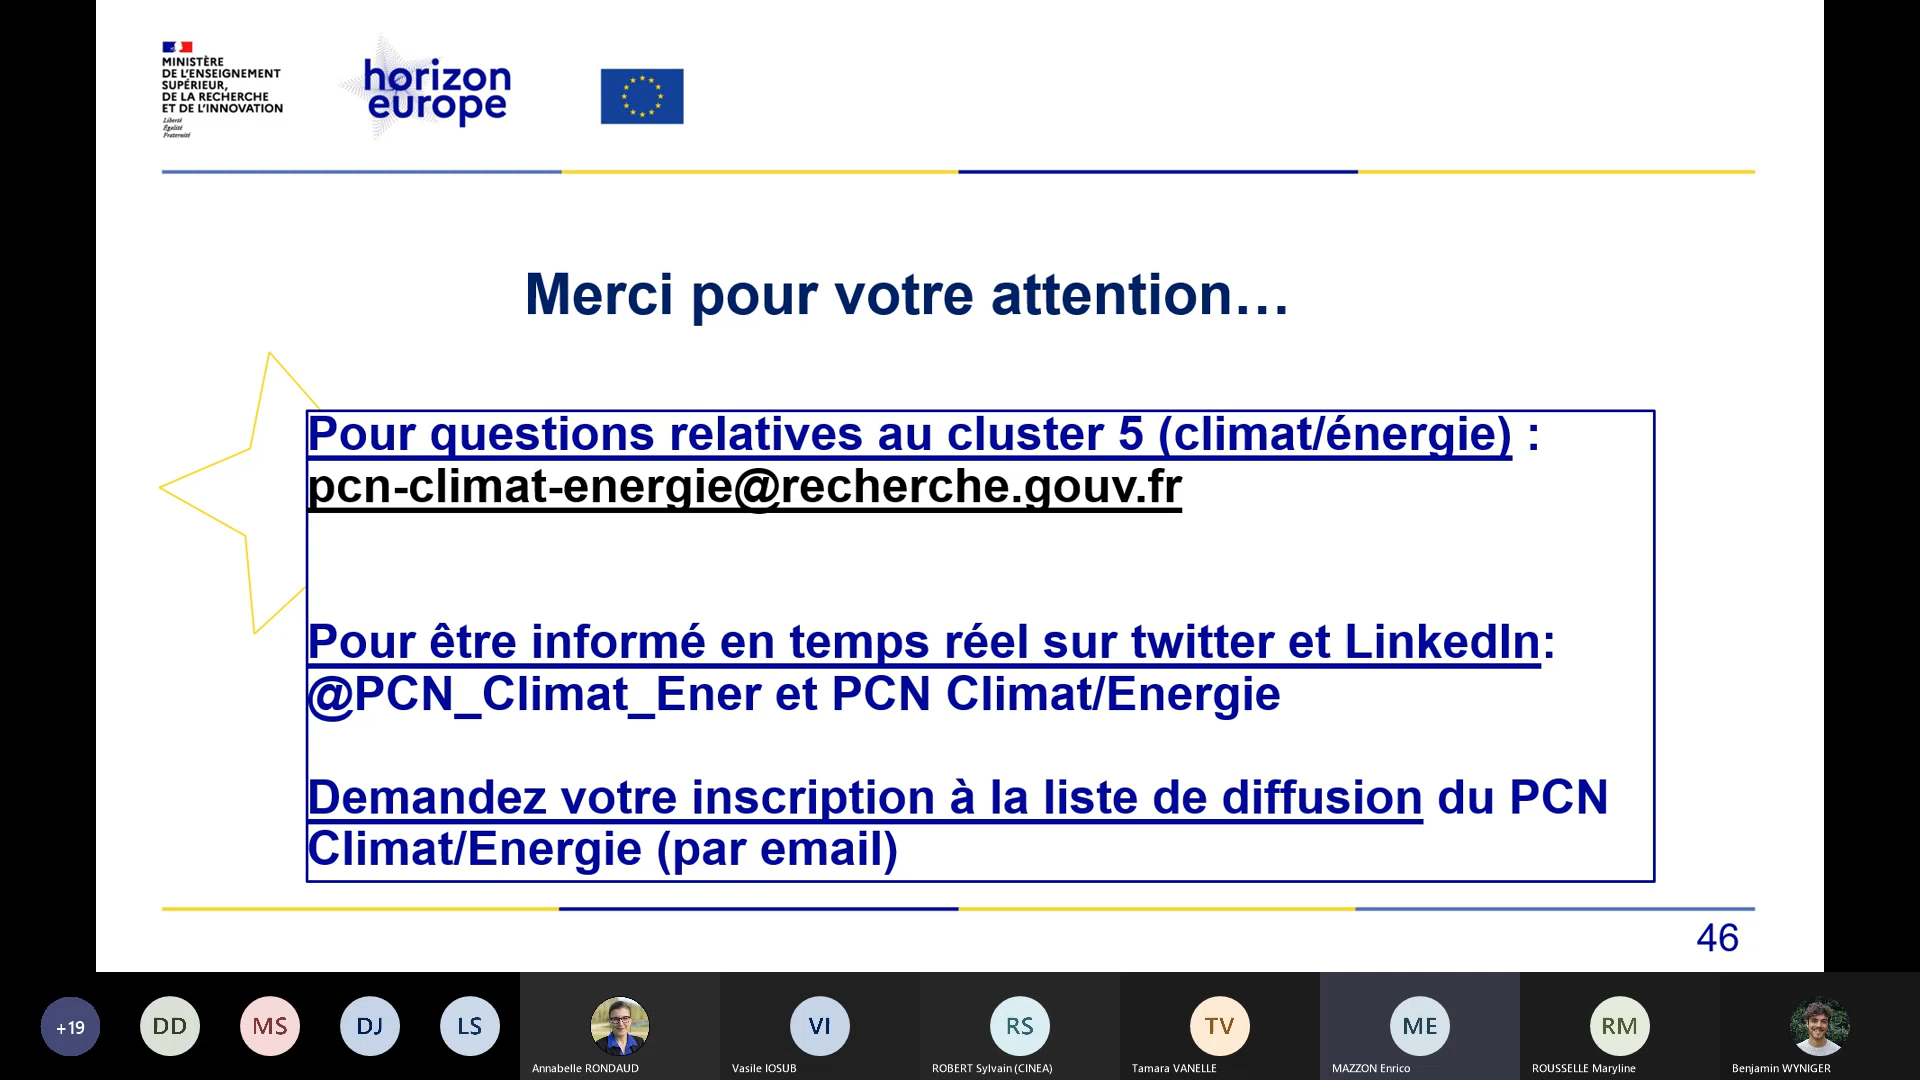 MINISTÈRE
DE L'ENSEIGNEMENT
SUPÉRIEUR,
DE LA RECHERCHE
ET DE L'INNOVATION
Liberté
Égalité
Fraternité
horizon
europe
Merci pour votre attention…
Pour questions relatives au cluster 5 (climat/énergie) :
pcn-climat-energie@recherche.gouv.fr
Pour être informé en temps réel sur twitter et LinkedIn:
@PCN_Climat_Ener et PCN Climat/Energie
Demandez votre inscription à la liste de diffusion du PCN
Climat/Energie (par email)
46
+19
DD
MS
DJ
LS
VI
RS
TV
ME
RM
Annabelle RONDAUD
Vasile IOSUB
ROBERT Sylvain (CINEA)
Tamara VANELLE
MAZZON Enrico
ROUSSELLE Maryline
Benjamin WYNIGER